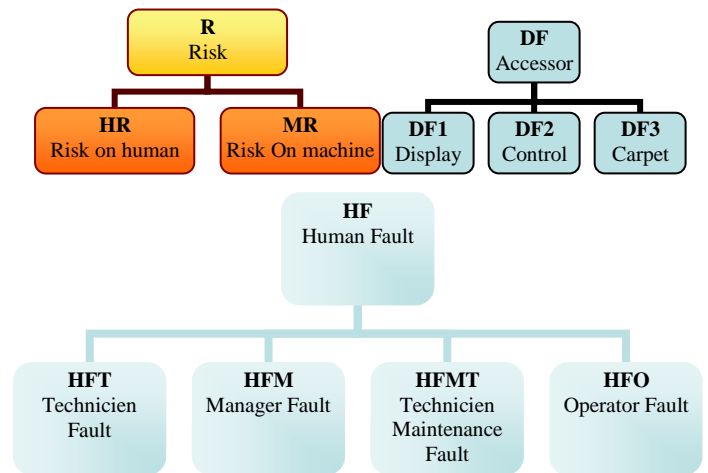 R
Risk
HR
Risk on human
MR
Risk On machine
DF
Accessor
DF1
Display
DF2
Control
DF3
Carpet
HF
Human Fault
HFT
Technicien
Fault
HFM
Manager Fault
HFMT
Technicien
Maintenance
Fault
HFO
Operator Fault